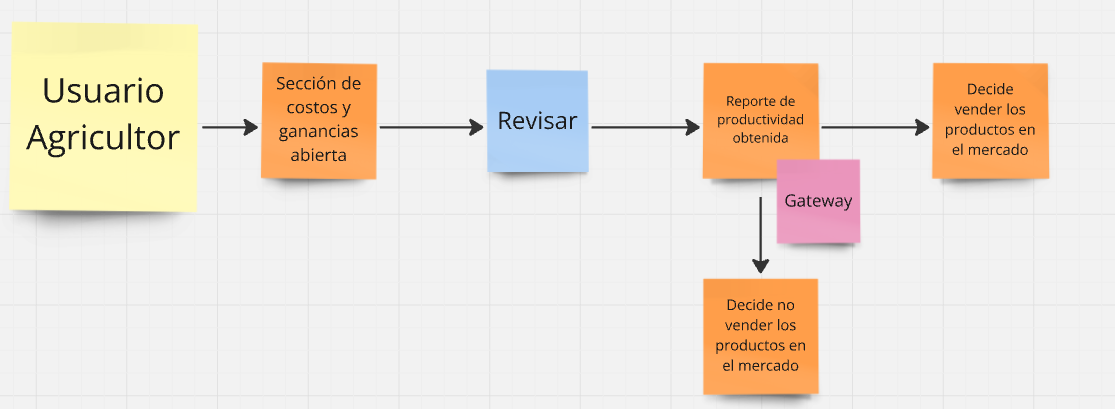 Usuario
Agricultor
Sección de
costos y
ganancias
abierta
Revisar
Reporte de
productividad
obtenida
Gateway
Decide
vender los
productos en
el mercado
Decide no
vender los
productos en
el mercado